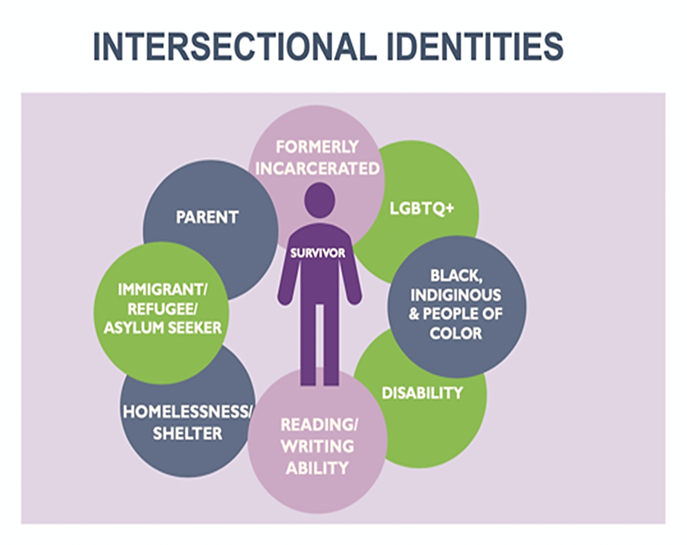 INTERSECTIONAL IDENTITIES
FORMERLY
INCARCERATED
LGBTQ+
PARENT
SURVIVOR
BLACK,
INDIGINOUS
& PEOPLE OF
COLOR
IMMIGRANT/
REFUGEE/
ASYLUM SEEKER
DISABILITY
HOMELESSNESS/
SHELTER
READING/
WRITING
ABILITY